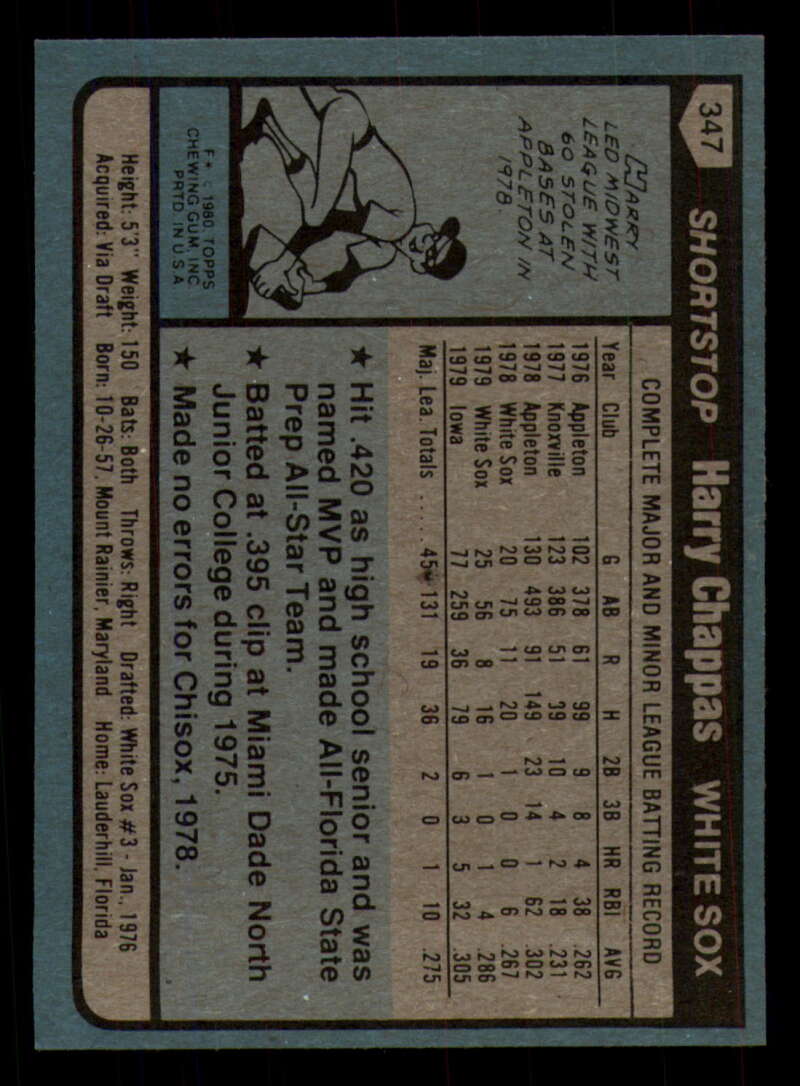 347
SHORTSTOP Harry Chappas WHITE SOX
HARRY
LED MIDWEST
LEAGUE WITH
60 STOLEN
BASES AT
APPLETON IN
1978.
F★ © 1980 TOPPS
CHEWING GUM, INC.
PRTD. IN U S A
COMPLETE MAJOR AND MINOR LEAGUE BATTING RECORD
Year Club G AB R H 2B 3B HR RBI AVG
1976 Appleton 102 378 61 99 9 8 4 38 .262
1977 Knoxville 123 386 51 39 10 4 2 18 .231
1978 Appleton 130 493 91 149 23 14 1 62 .302
1978 White Sox 20 75 11 20 1 0 0 6 .267
1979 White Sox 25 56 8 16 1 0 1 4 .286
1979 Iowa 77 259 36 79 6 3 5 32 .305
Maj. Lea. Totals ..... 45 131 19 36 2 0 1 10 .275
★ Hit .420 as high school senior and was
named MVP and made All-Florida State
Prep All-Star Team.
★ Batted at .395 clip at Miami Dade North
Junior College during 1975.
★ Made no errors for Chisox, 1978.
Height: 5'3" Weight: 150 Bats: Both Throws: Right Drafted: White Sox #3 - Jan., 1976
Acquired: Via Draft Born: 10-26-57, Mount Rainier, Maryland Home: Lauderhill, Florida